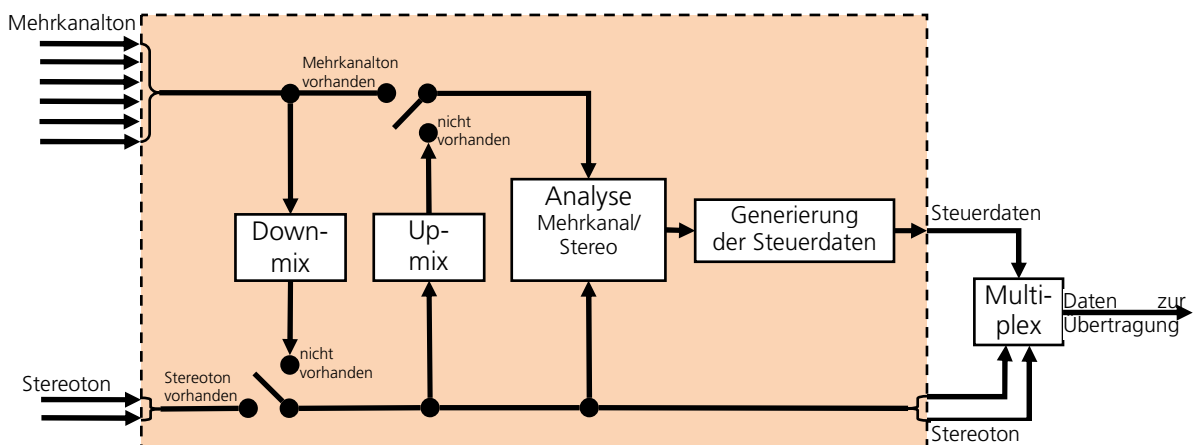 Mehrkanalton
Mehrkanalton
vorhanden
nicht
vorhanden
Down-
mix
Up-
mix
Analyse
Mehrkanal/
Stereo
Generierung
der Steuerdaten
Steuerdaten
Multi-
plex
Daten zur
Übertragung
nicht
vorhanden
Stereoton
vorhanden
Stereoton
Stereoton